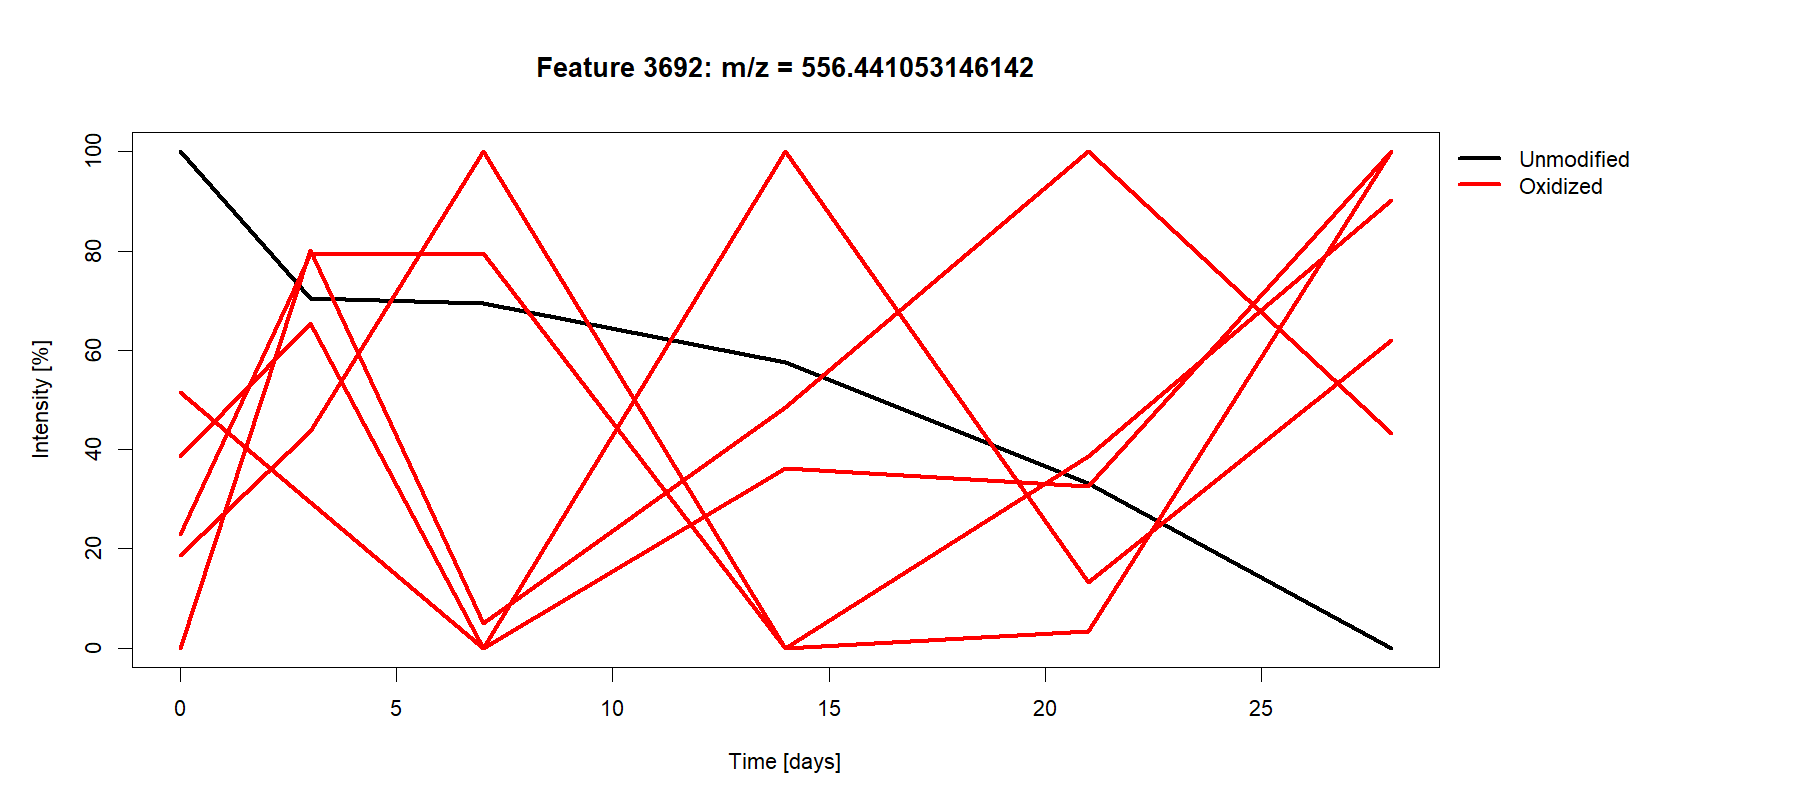 Feature 3692: m/z = 556.441053146142
Unmodified
Oxidized
Intensity [%]
100
80
60
40
20
0
0 5 10 15 20 25
Time [days]